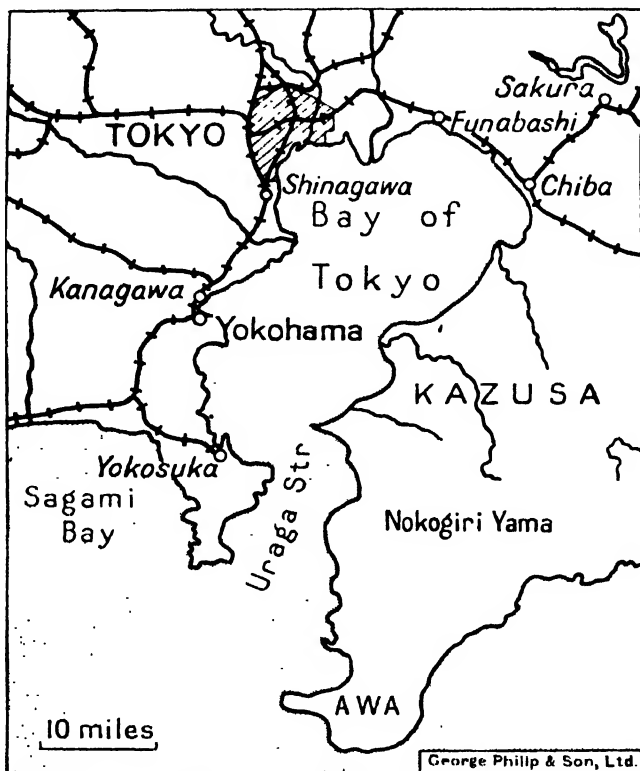 Sakura
TOKYO
Funabashi
Shinagawa
Chiba
Bay of
Tokyo
Kanagawa
Yokohama
KAZUSA
Yokosuka
Sagami
Bay
Uraga Str
Nokogiri Yama
AWA
10 miles
George Philip & Son, Ltd.